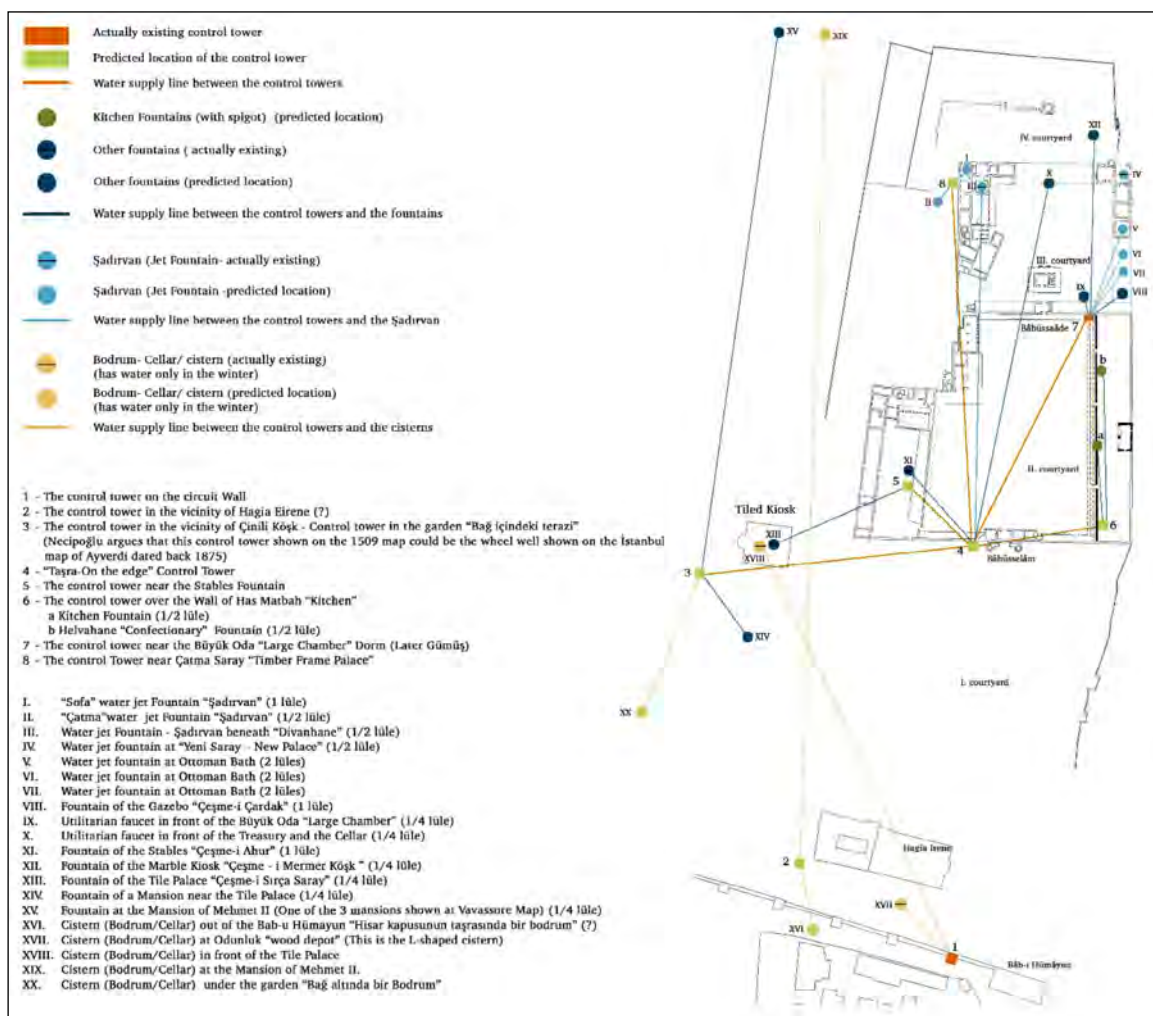 Actually existing control tower
Predicted location of the control tower
Water supply line between the control towers
Kitchen Fountains (with spigot) (predicted location)
Other fountains ( actually existing)
Other fountains (predicted location)
Water supply line between the control towers and the fountains
Şadırvan (Jet Fountain- actually existing)
Şadırvan (Jet Fountain -predicted location)
Water supply line between the control towers and the Şadırvan
Bodrum- Cellar/ cistern (actually existing)
(has water only in the winter)
Bodrum- Cellar/ cistern (predicted location)
(has water only in the winter)
Water supply line between the control towers and the cisterns
1 - The control tower on the circuit Wall
2 - The control tower in the vicinity of Hagia Eirene (?)
3 - The control tower in the vicinity of Çinili Köşk - Control tower in the garden “Bağ içindeki terazi”
(Necipoğlu argues that this control tower shown on the 1509 map could be the wheel well shown on the İstanbul
map of Ayverdi dated back 1875)
4 - “Taşra-On the edge” Control Tower
5 - The control tower near the Stables Fountain
6 - The control tower over the Wall of Has Matbah “Kitchen”
a Kitchen Fountain (1/2 lüle)
b Helvahane “Confectionary” Fountain (1/2 lüle)
7 - The control tower near the Büyük Oda “Large Chamber” Dorm (Later Gümüş)
8 - The control Tower near Çatma Saray “Timber Frame Palace”
I. “Sofa” water jet Fountain “Şadırvan” (1 lüle)
II. “Çatma”water jet Fountain “Şadırvan” (1/2 lüle)
III. Water jet Fountain - Şadırvan beneath “Divanhane” (1/2 lüle)
IV. Water jet fountain at “Yeni Saray - New Palace” (1/2 lüle)
V. Water jet fountain at Ottoman Bath (2 lüles)
VI. Water jet fountain at Ottoman Bath (2 lüles)
VII. Water jet fountain at Ottoman Bath (2 lüles)
VIII. Fountain of the Gazebo “Çeşme-i Çardak” (1 lüle)
IX. Utilitarian faucet in front of the Büyük Oda “Large Chamber” (1/4 lüle)
X. Utilitarian faucet in front of the Treasury and the Cellar (1/4 lüle)
XI. Fountain of the Stables “Çeşme-i Ahur” (1 lüle)
XII. Fountain of the Marble Kiosk “Çeşme - i Mermer Köşk ” (1/4 lüle)
XIII. Fountain of the Tile Palace “Çeşme-i Sırça Saray” (1/4 lüle)
XIV. Fountain of a Mansion near the Tile Palace (1/4 lüle)
XV. Fountain at the Mansion of Mehmet II (One of the 3 mansions shown at Vavassore Map) (1/4 lüle)
XVI. Cistern (Bodrum/Cellar) out of the Bab-u Hümayun “Hisar kapusunun taşrasında bir bodrum” (?)
XVII. Cistern (Bodrum/Cellar) at Odunluk “wood depot” (This is the L-shaped cistern)
XVIII. Cistern (Bodrum/Cellar) in front of the Tile Palace
XIX. Cistern (Bodrum/Cellar) at the Mansion of Mehmet II.
XX. Cistern (Bodrum/Cellar) under the garden “Bağ altında bir Bodrum”
XV
XIX
XII
IV. courtyard
I
IV
8
III
X
II
V
VI
III. courtyard
VII
IX
VIII
Bâbüssaâde
7
b
a
XI
II. courtyard
5
Tiled Kiosk
6
XIII
XVIII
4
Bâbüsselâm
3
XIV
I. courtyard
XX
Hagia Irene
2
XVII
XVI
1
Bâb-ı Hümâyun